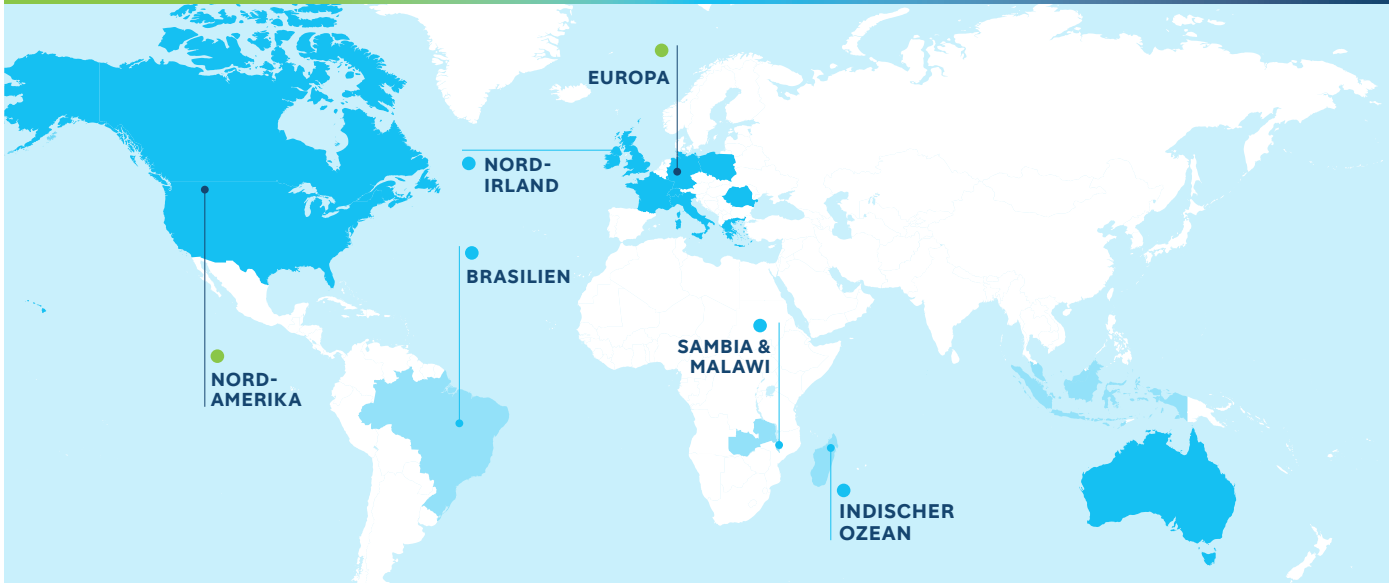 EUROPA
NORD-
IRLAND
BRASILIEN
SAMBIA &
MALAWI
NORD-
AMERIKA
INDISCHER
OZEAN